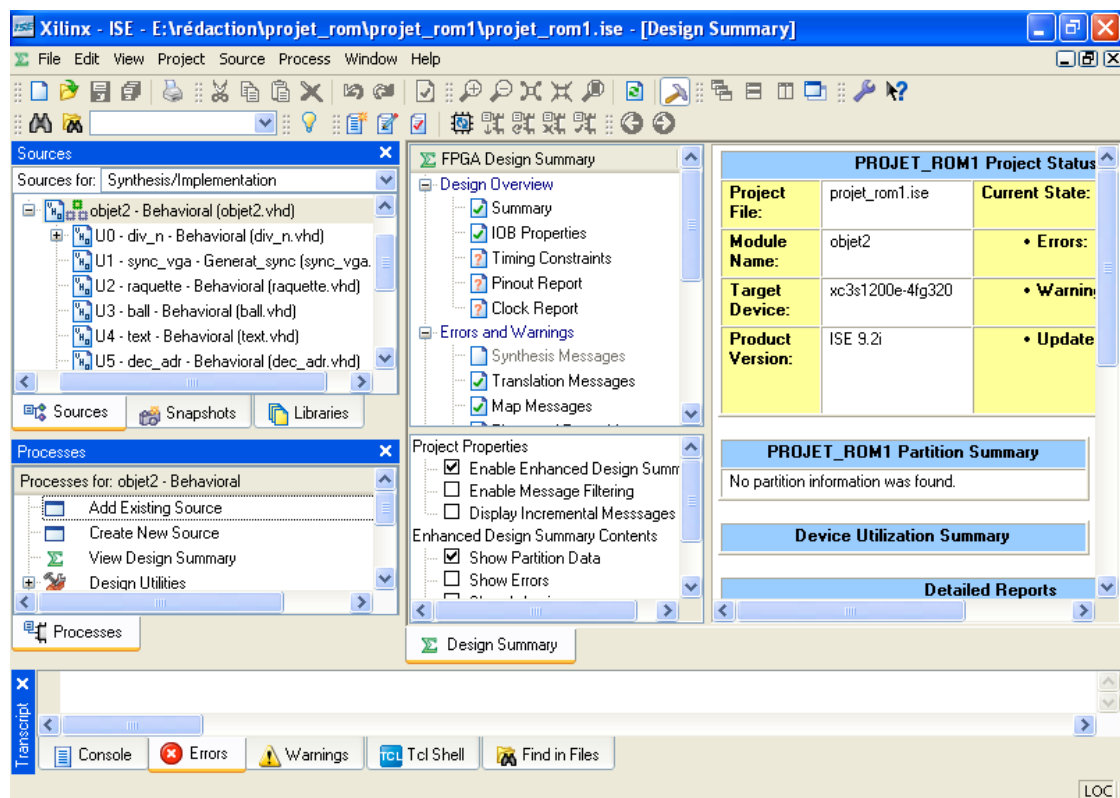 Xilinx - ISE - E:\rédaction\projet_rom\projet_rom1\projet_rom1.ise - [Design Summary]
File Edit View Project Source Process Window Help
Sources
Sources for: Synthesis/Implementation
objet2 - Behavioral (objet2.vhd)
U0 - div_n - Behavioral (div_n.vhd)
U1 - sync_vga - Generat_sync (sync_vga.
U2 - raquette - Behavioral (raquette.vhd)
U3 - ball - Behavioral (ball.vhd)
U4 - text - Behavioral (text.vhd)
U5 - dec_adr - Behavioral (dec_adr.vhd)
Sources Snapshots Libraries
Processes
Processes for: objet2 - Behavioral
Add Existing Source
Create New Source
View Design Summary
Design Utilities
Processes
FPGA Design Summary
Design Overview
Summary
IOB Properties
Timing Constraints
Pinout Report
Clock Report
Errors and Warnings
Synthesis Messages
Translation Messages
Map Messages
Project Properties
Enable Enhanced Design Summ
Enable Message Filtering
Display Incremental Messsages
Enhanced Design Summary Contents
Show Partition Data
Show Errors
Design Summary
PROJET_ROM1 Project Status
Project File: projet_rom1.ise Current State:
Module Name: objet2 • Errors:
Target Device: xc3s1200e-4fg320 • Warnin
Product Version: ISE 9.2i • Update
PROJET_ROM1 Partition Summary
No partition information was found.
Device Utilization Summary
Detailed Reports
Transcript
Console Errors Warnings TCL Tcl Shell Find in Files
LOC